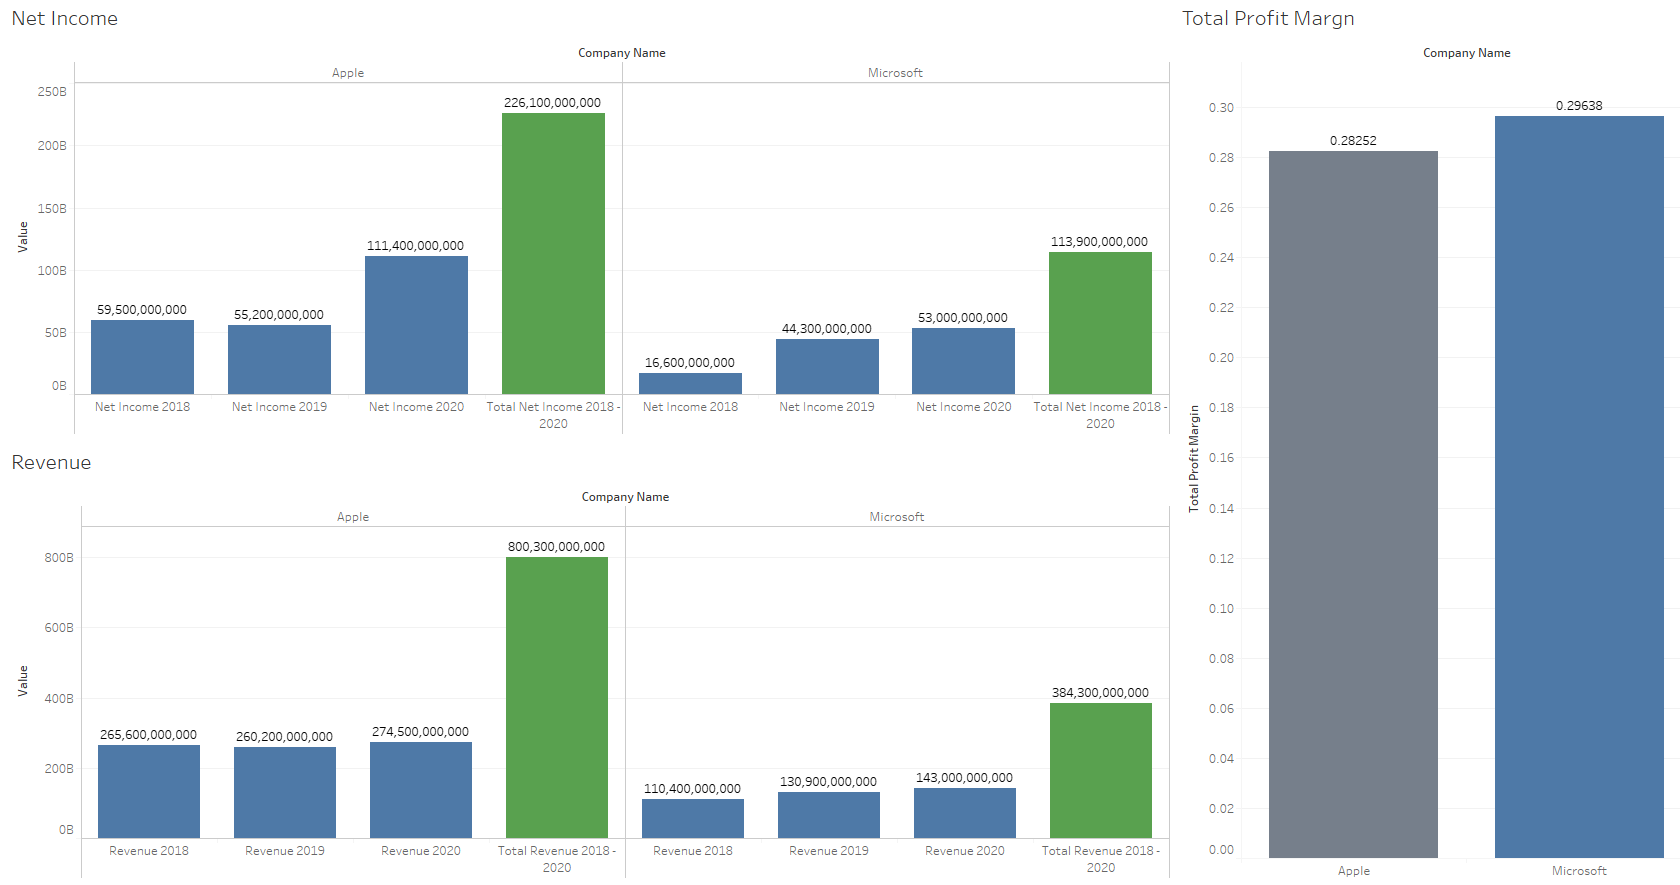 Net Income
Company Name
Apple
Microsoft
250B
200B
150B
100B
50B
0B
Value
59,500,000,000
55,200,000,000
111,400,000,000
226,100,000,000
16,600,000,000
44,300,000,000
53,000,000,000
113,900,000,000
Net Income 2018
Net Income 2019
Net Income 2020
Total Net Income 2018 -
2020
Net Income 2018
Net Income 2019
Net Income 2020
Total Net Income 2018 -
2020
Revenue
Company Name
Apple
Microsoft
800B
600B
400B
200B
0B
Value
265,600,000,000
260,200,000,000
274,500,000,000
800,300,000,000
110,400,000,000
130,900,000,000
143,000,000,000
384,300,000,000
Revenue 2018
Revenue 2019
Revenue 2020
Total Revenue 2018 -
2020
Revenue 2018
Revenue 2019
Revenue 2020
Total Revenue 2018 -
2020
Total Profit Margn
Company Name
0.30
0.28
0.26
0.24
0.22
0.20
0.18
0.16
0.14
0.12
0.10
0.08
0.06
0.04
0.02
0.00
Total Profit Margin
0.28252
0.29638
Apple
Microsoft